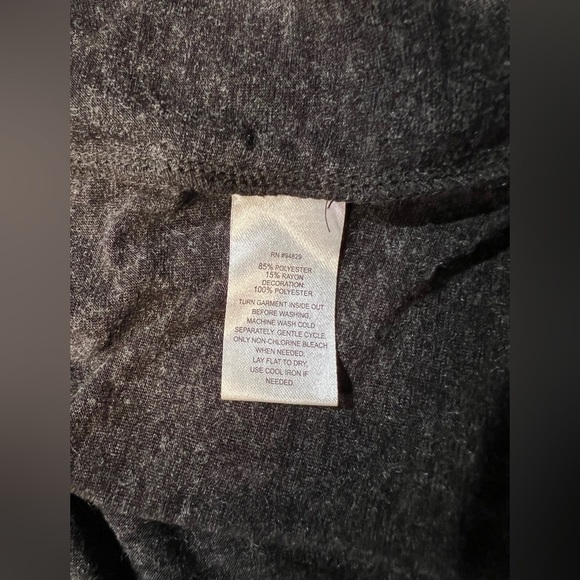 RN #94829
85% POLYESTER
15% RAYON
DECORATION:
100% POLYESTER
TURN GARMENT INSIDE OUT
BEFORE WASHING,
MACHINE WASH COLD
SEPARATELY, GENTLE CYCLE,
ONLY NON-CHLORINE BLEACH
WHEN NEEDED,
LAY FLAT TO DRY,
USE COOL IRON IF
NEEDED.